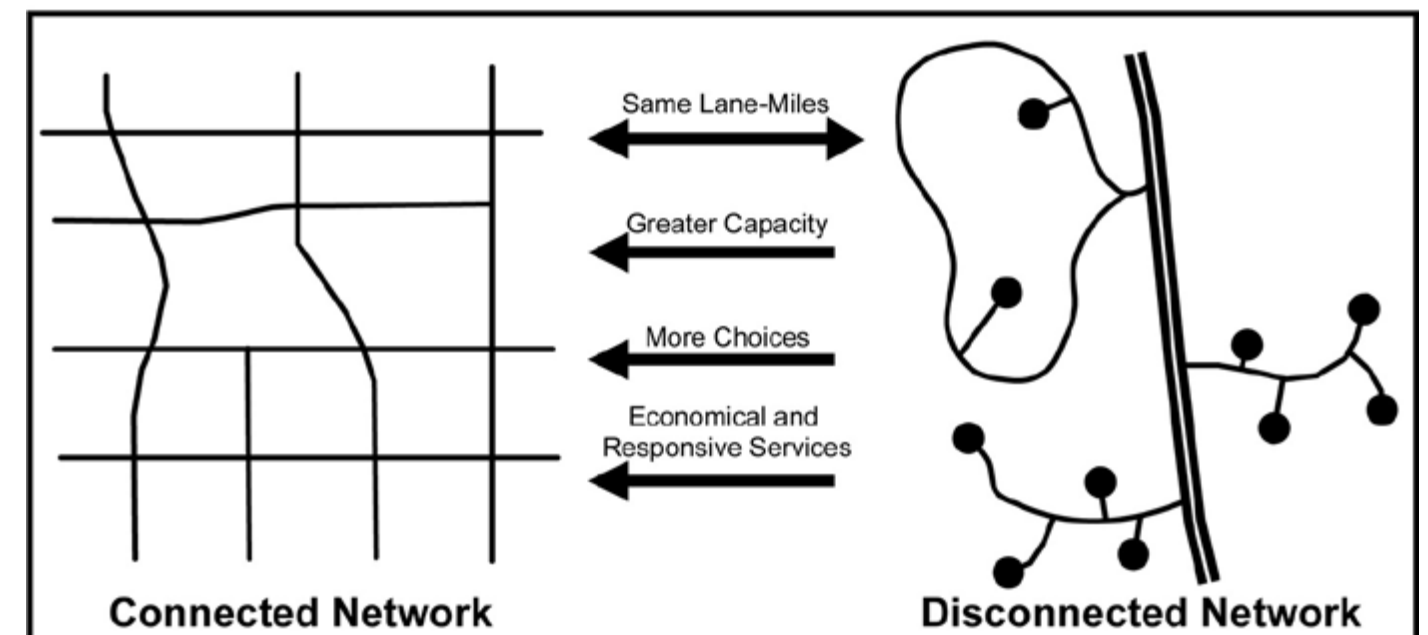 Same Lane-Miles
Greater Capacity
More Choices
Economical and
Responsive Services
Connected Network
Disconnected Network